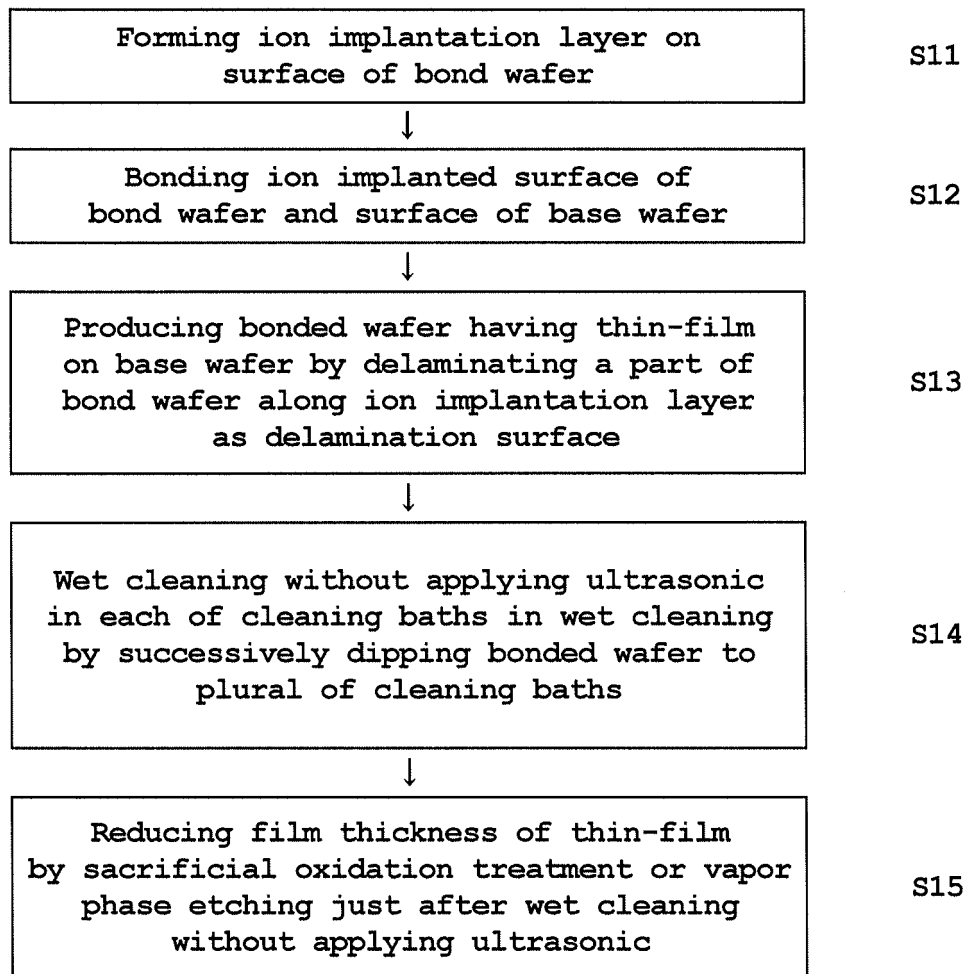 Forming ion implantation layer on
surface of bond wafer
S11
↓
Bonding ion implanted surface of
bond wafer and surface of base wafer
S12
↓
Producing bonded wafer having thin-film
on base wafer by delaminating a part of
bond wafer along ion implantation layer
as delamination surface
S13
↓
Wet cleaning without applying ultrasonic
in each of cleaning baths in wet cleaning
by successively dipping bonded wafer to
plural of cleaning baths
S14
↓
Reducing film thickness of thin-film
by sacrificial oxidation treatment or vapor
phase etching just after wet cleaning
without applying ultrasonic
S15